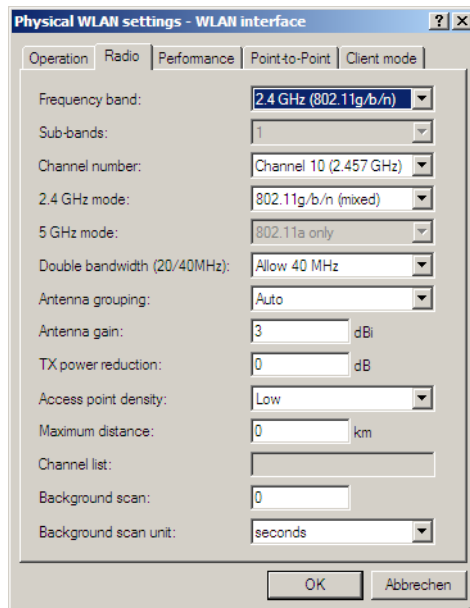 Physical WLAN settings - WLAN interface
Operation Radio Performance Point-to-Point Client mode
Frequency band: 2.4 GHz (802.11g/b/n)
Sub-bands: 1
Channel number: Channel 10 (2.457 GHz)
2.4 GHz mode: 802.11g/b/n (mixed)
5 GHz mode: 802.11a only
Double bandwidth (20/40MHz): Allow 40 MHz
Antenna grouping: Auto
Antenna gain: 3 dBi
TX power reduction: 0 dB
Access point density: Low
Maximum distance: 0 km
Channel list:
Background scan: 0
Background scan unit: seconds
OK Abbrechen